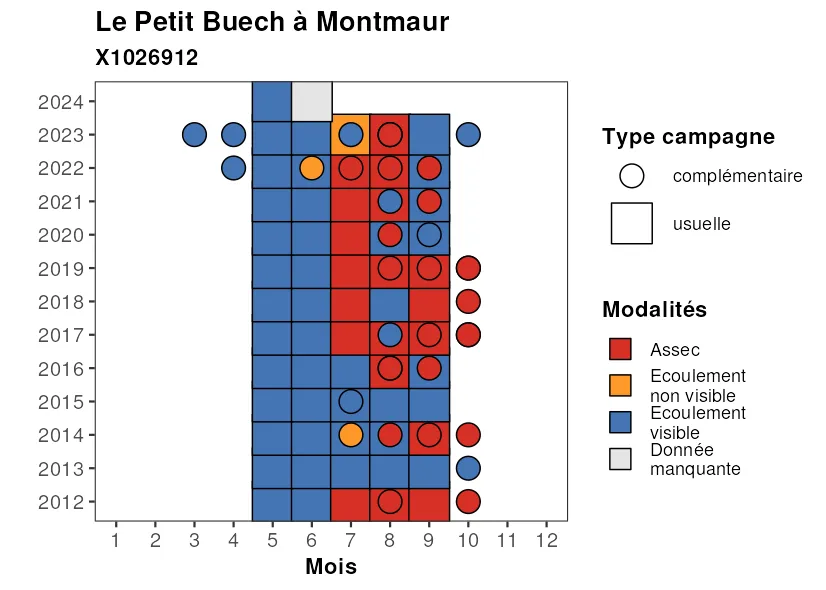 Le Petit Buech à Montmaur
X1026912
2024
2023
2022
2021
2020
2019
2018
2017
2016
2015
2014
2013
2012
1 2 3 4 5 6 7 8 9 10 11 12
Mois
Type campagne
complémentaire
usuelle
Modalités
Assec
Ecoulement
non visible
Ecoulement
visible
Donnée
manquante